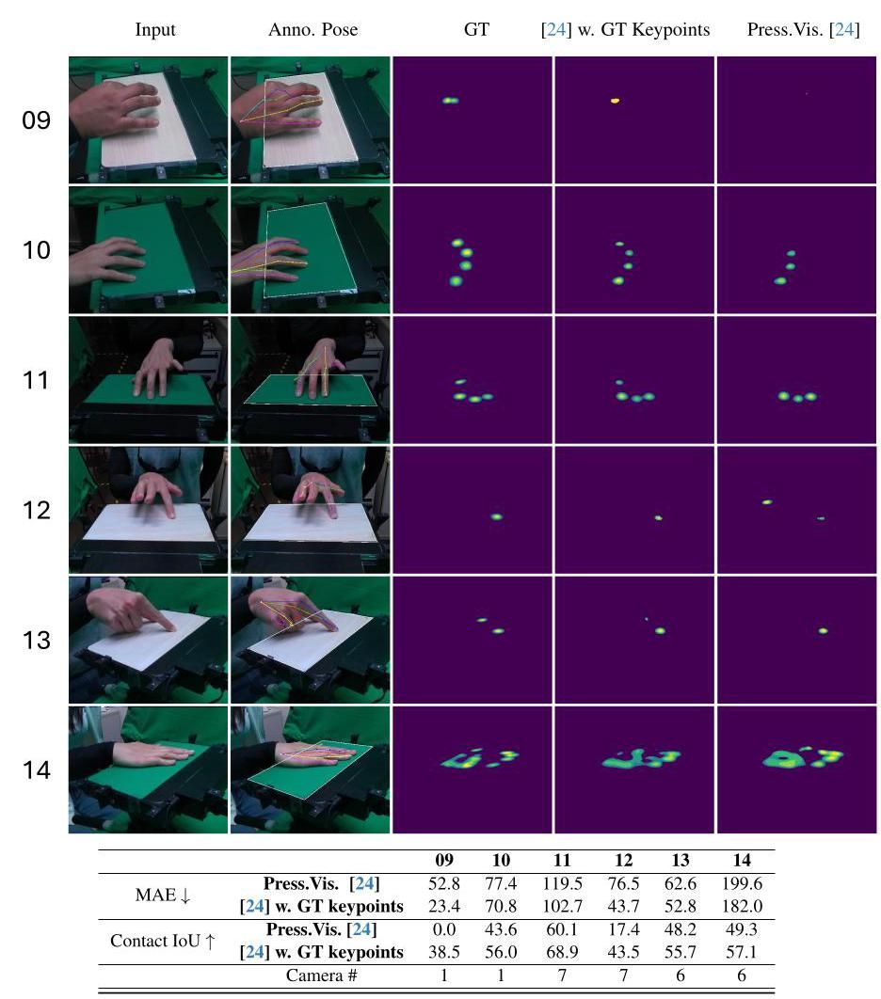 Input Anno. Pose GT [24] w. GT Keypoints Press.Vis. [24]
09
10
11
12
13
14
09 10 11 12 13 14
MAE ↓ Press.Vis. [24] 52.8 77.4 119.5 76.5 62.6 199.6
[24] w. GT keypoints 23.4 70.8 102.7 43.7 52.8 182.0
Contact IoU ↑ Press.Vis. [24] 0.0 43.6 60.1 17.4 48.2 49.3
[24] w. GT keypoints 38.5 56.0 68.9 43.5 55.7 57.1
Camera # 1 1 7 7 6 6